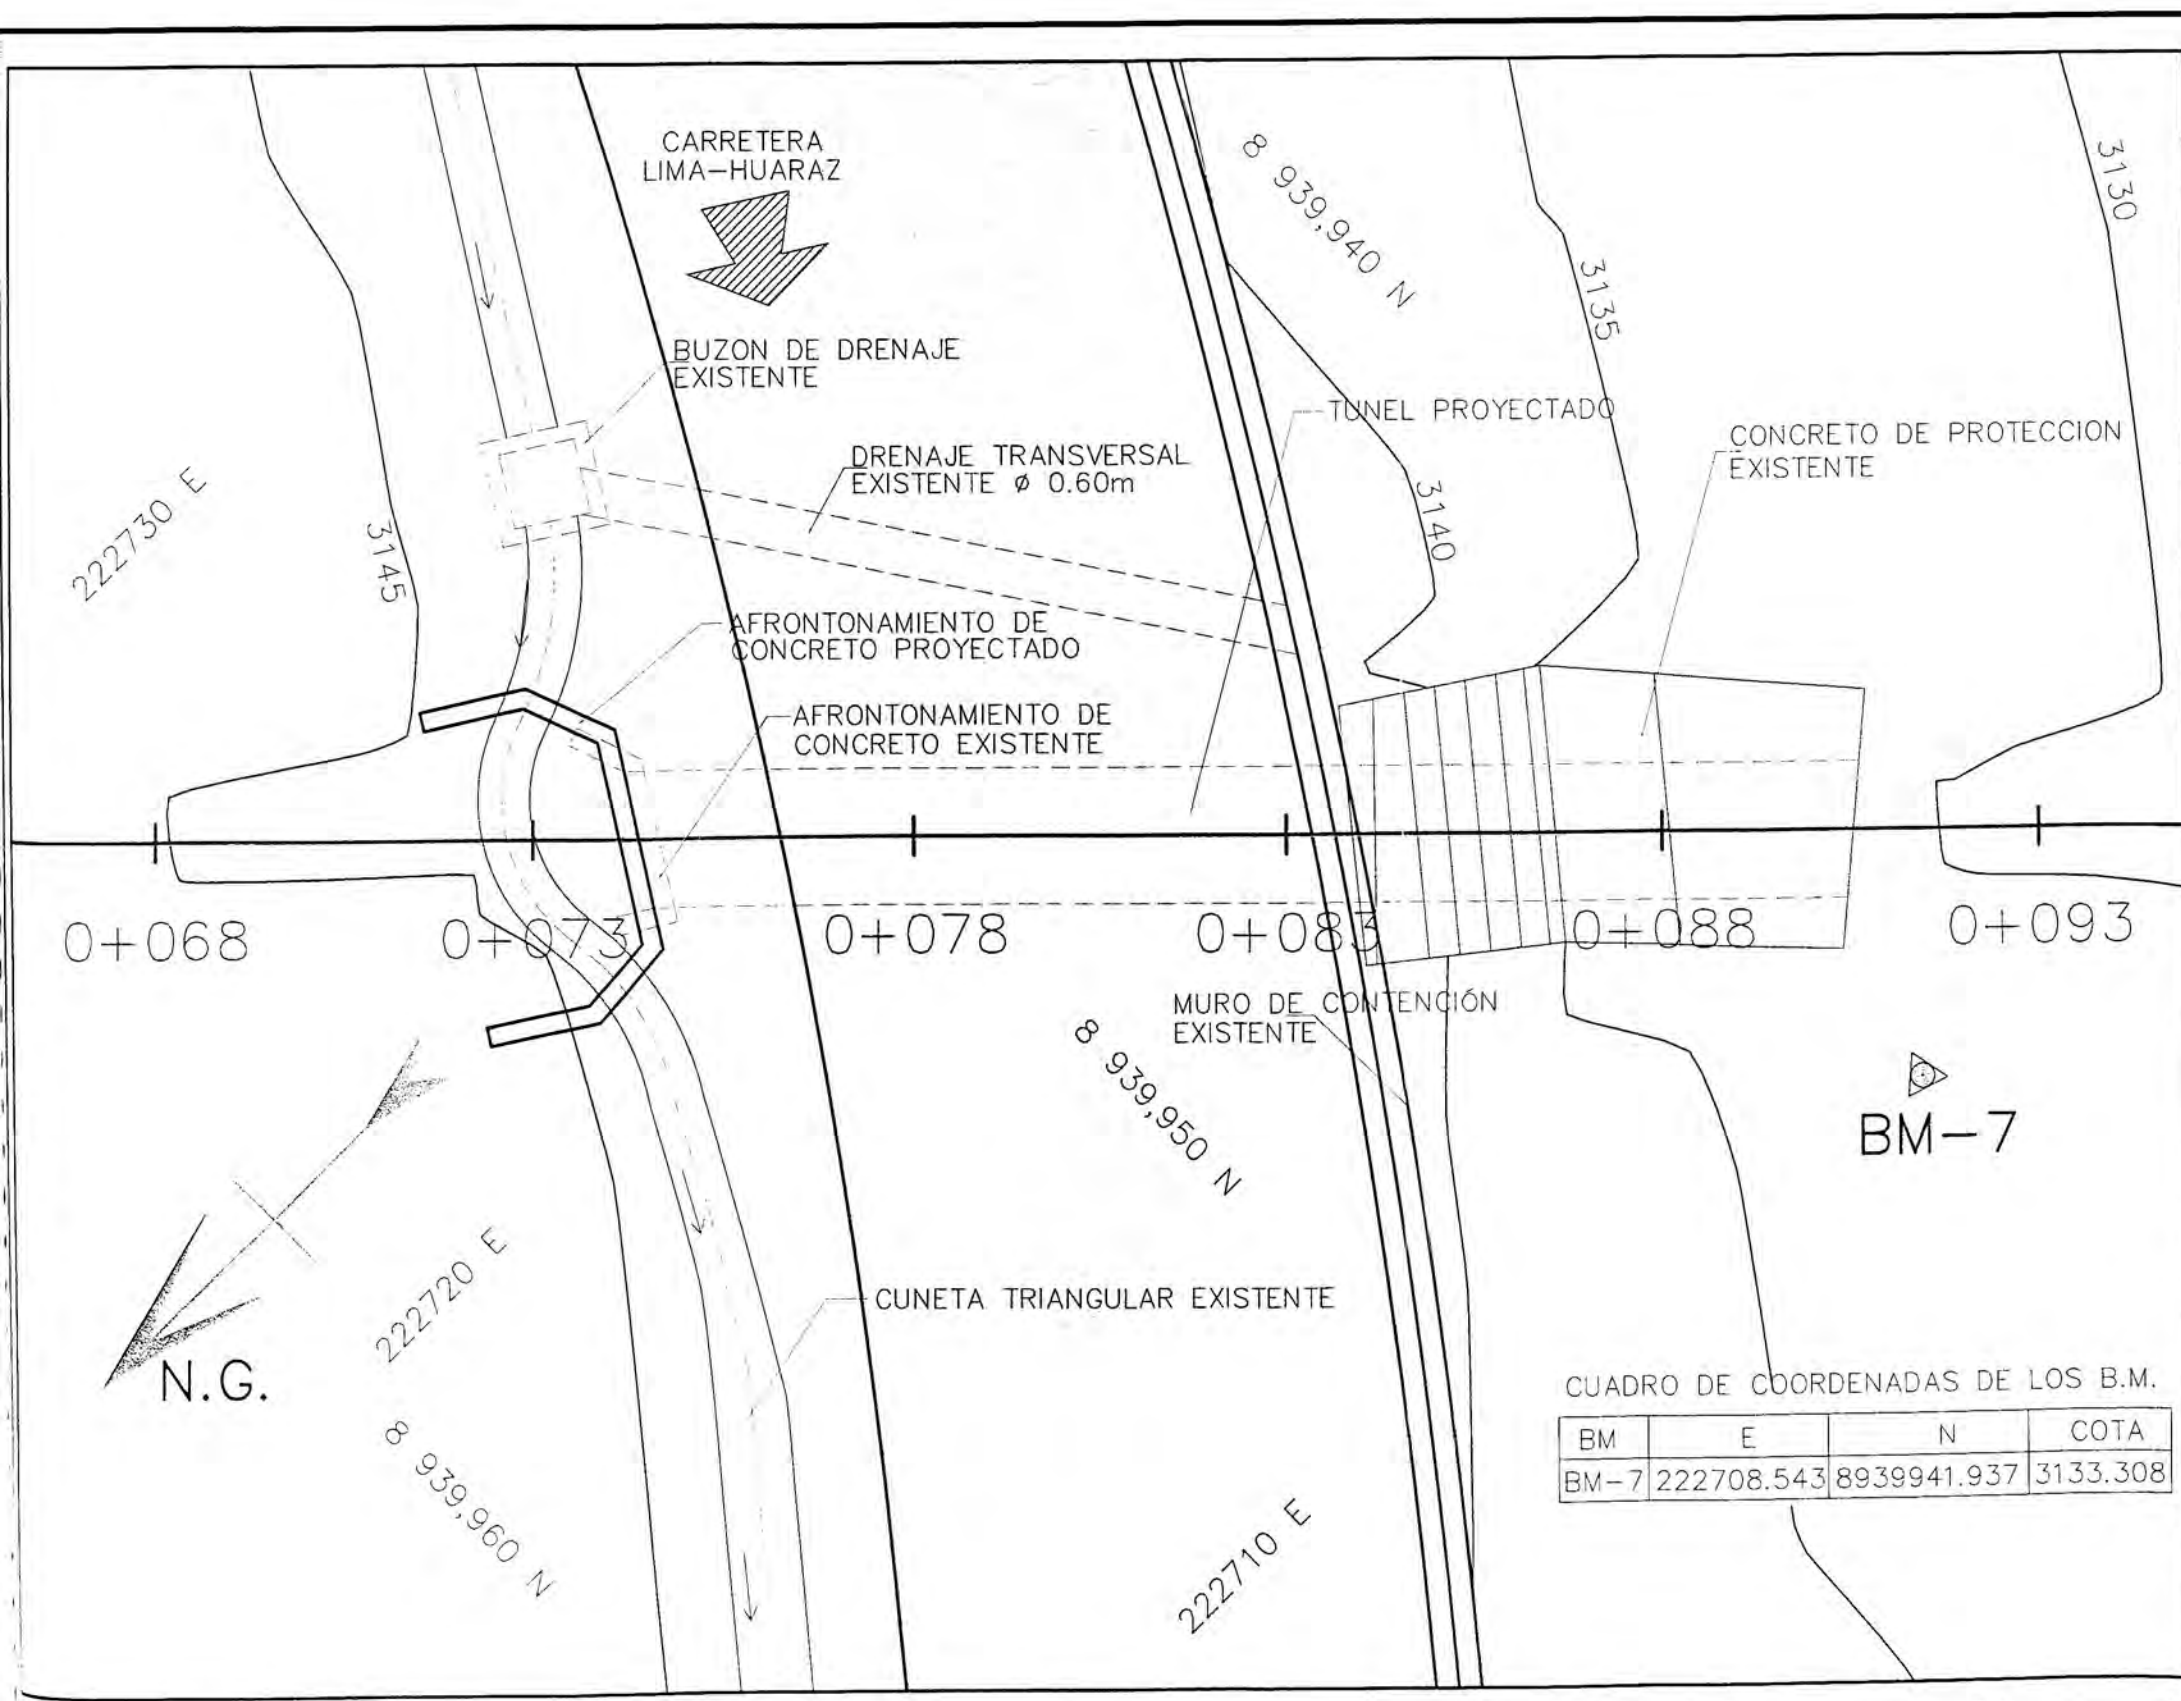 CARRETERA
LIMA-HUARAZ
8 939,940 N
3130
3135
BUZON DE DRENAJE
EXISTENTE
TUNEL PROYECTADO
CONCRETO DE PROTECCION
EXISTENTE
DRENAJE TRANSVERSAL
EXISTENTE ø 0.60m
222730 E
3145
3140
AFRONTONAMIENTO DE
CONCRETO PROYECTADO
AFRONTONAMIENTO DE
CONCRETO EXISTENTE
0+068
0+073
0+078
0+083
0+088
0+093
MURO DE CONTENCIÓN
EXISTENTE
8 939,950 N
BM-7
N.G.
222720 E
CUNETA TRIANGULAR EXISTENTE
8 939,960 N
222710 E
CUADRO DE COORDENADAS DE LOS B.M.
BM E N COTA
BM-7 222708.543 8939941.937 3133.308